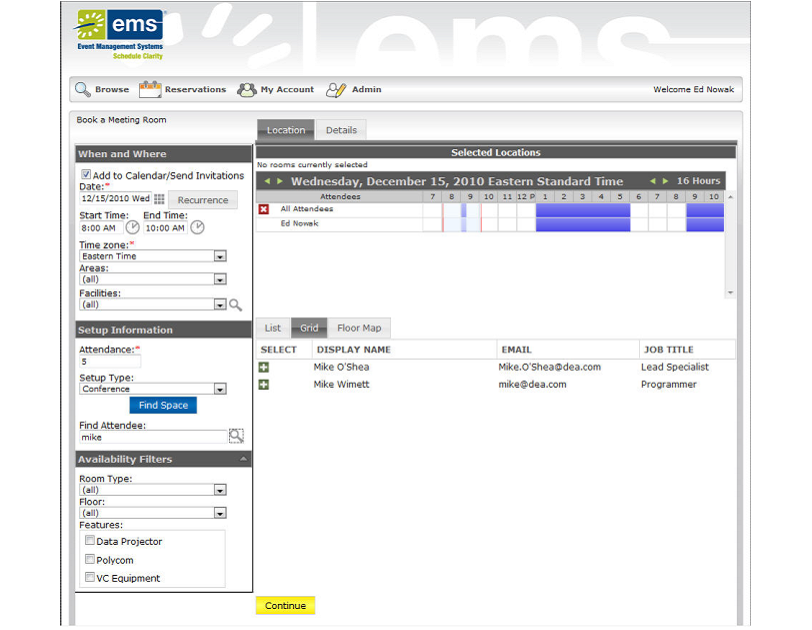 ems
Event Management Systems
Schedule Clarity
ems
Browse Reservations My Account Admin Welcome Ed Nowak
Book a Meeting Room
Location Details
When and Where
Add to Calendar/Send Invitations
Date:*
12/15/2010 Wed Recurrence
Start Time: End Time:
8:00 AM 10:00 AM
Time zone:*
Eastern Time
Areas:
(all)
Facilities:
(all)
Setup Information
Attendance:*
5
Setup Type:
Conference
Find Space
Find Attendee:
mike
Availability Filters
Room Type:
(all)
Floor:
(all)
Features:
Data Projector
Polycom
VC Equipment
Selected Locations
No rooms currently selected
Wednesday, December 15, 2010 Eastern Standard Time 16 Hours
Attendees 7 8 9 10 11 12 P 1 2 3 4 5 6 7 8 9 10
All Attendees
Ed Nowak
List Grid Floor Map
SELECT DISPLAY NAME EMAIL JOB TITLE
Mike O'Shea Mike.O'Shea@dea.com Lead Specialist
Mike Wimett mike@dea.com Programmer
Continue